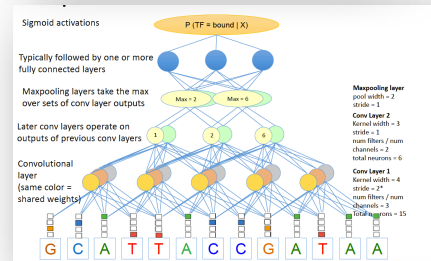 Sigmoid activations
P (TF = bound | X)
Typically followed by one or more
fully connected layers
Maxpooling layers take the max
over sets of conv layer outputs
Max = 2
Max = 6
Maxpooling layer
pool width = 2
stride = 1
Later conv layers operate on
outputs of previous conv layers
1
2
6
Conv Layer 2
Kernel width = 3
stride = 1
num filters / num
channels = 2
total neurons = 6
Convolutional
layer
(same color =
shared weights)
Conv Layer 1
Kernel width = 4
stride = 2*
num filters / num
channels = 3
Total neurons = 15
G C A T T A C C G A T A A